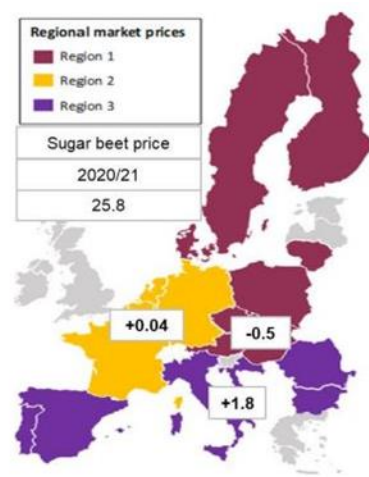 Regional market prices
Region 1
Region 2
Region 3
Sugar beet price
2020/21
25.8
+0.04
-0.5
+1.8